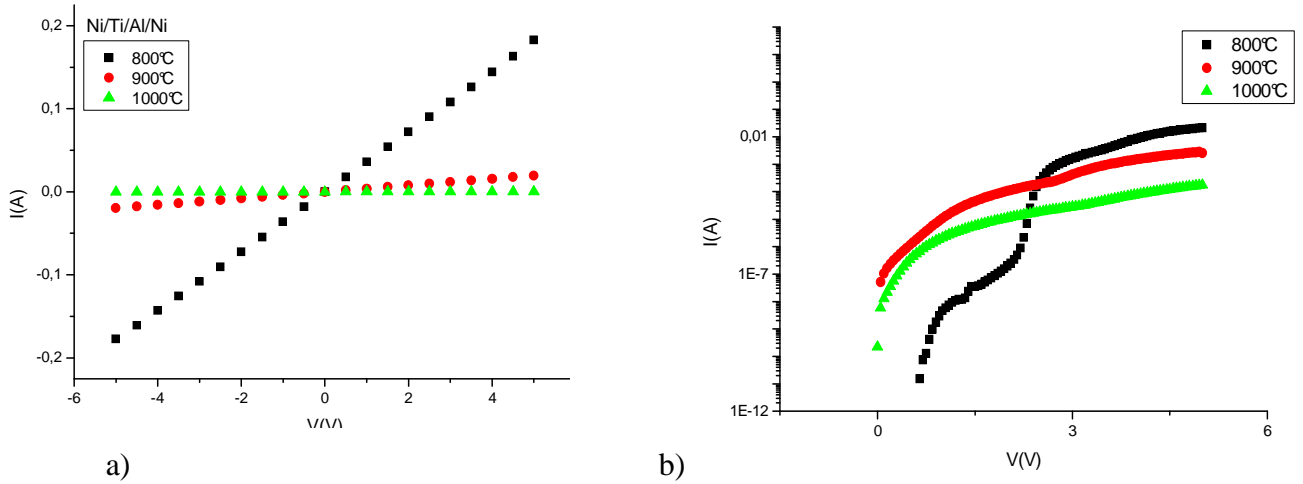 Ni/Ti/Al/Ni
800°C
900°C
1000°C
0,2
0,1
0,0
-0,1
-0,2
I(A)
-6 -4 -2 0 2 4
V(V)
a)
800°C
900°C
1000°C
0,01
1E-7
1E-12
I(A)
0 3 6
V(V)
b)